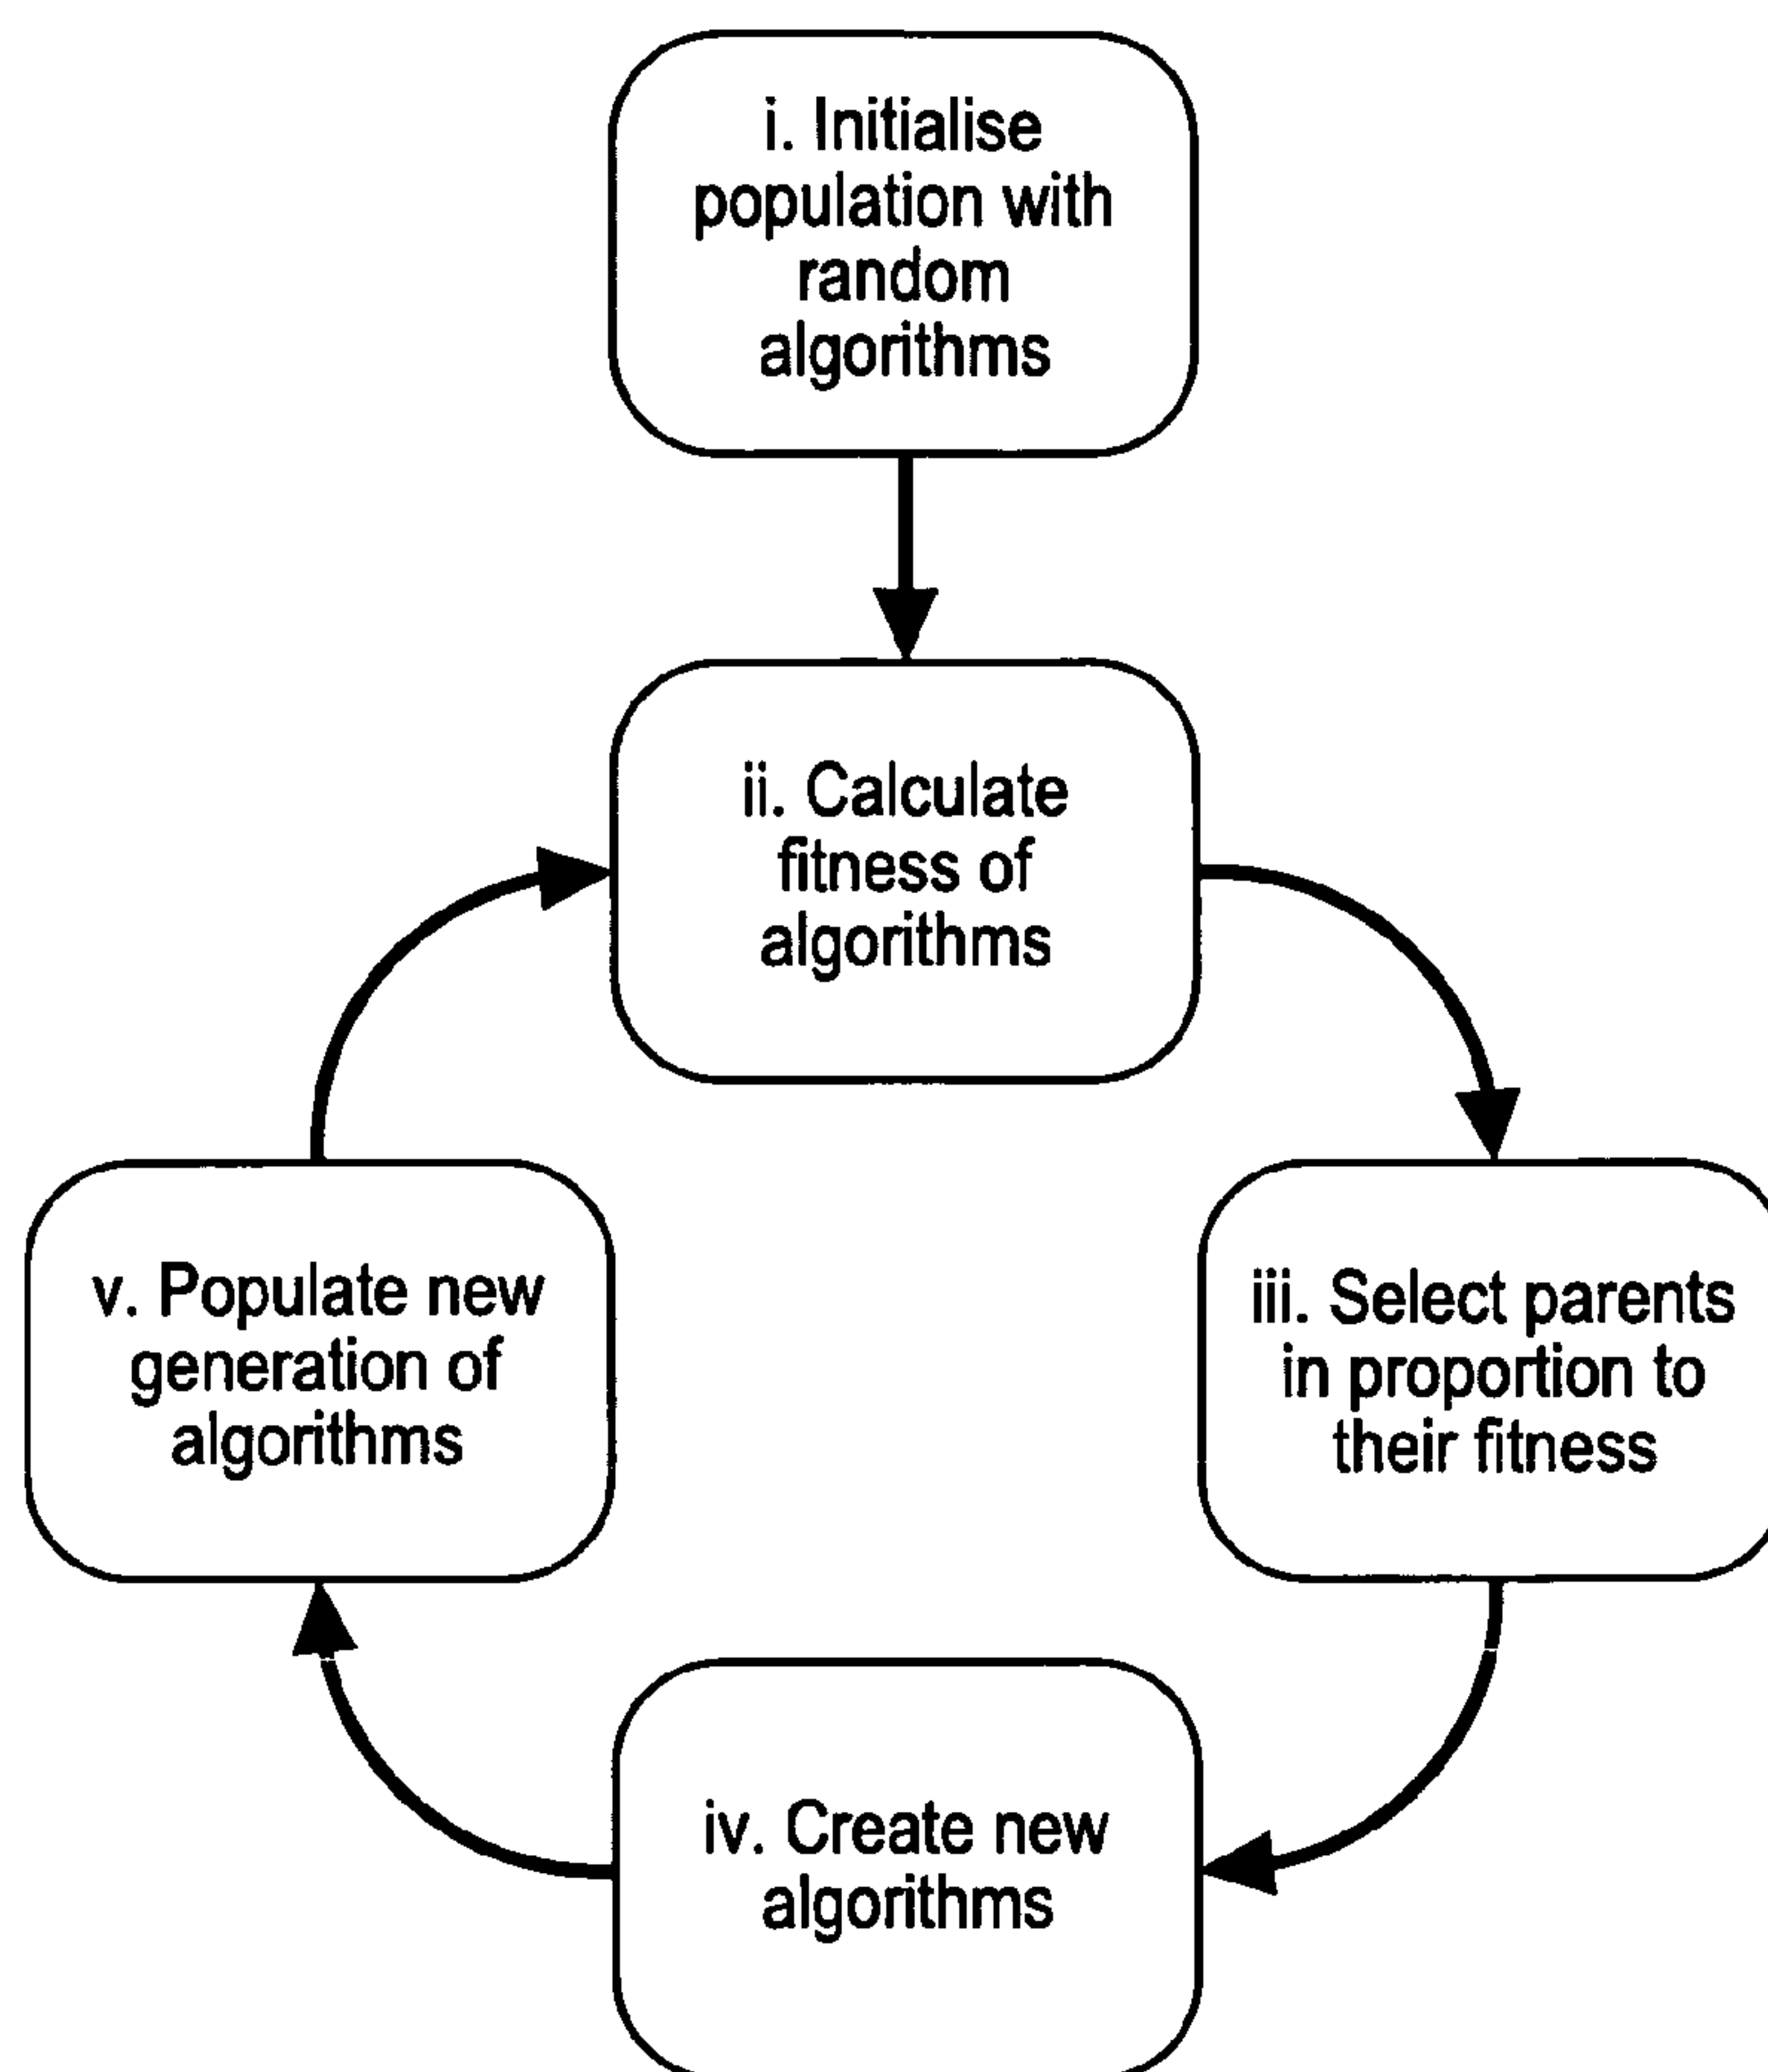 i. Initialise
population with
random
algorithms
ii. Calculate
fitness of
algorithms
iii. Select parents
in proportion to
their fitness
iv. Create new
algorithms
v. Populate new
generation of
algorithms